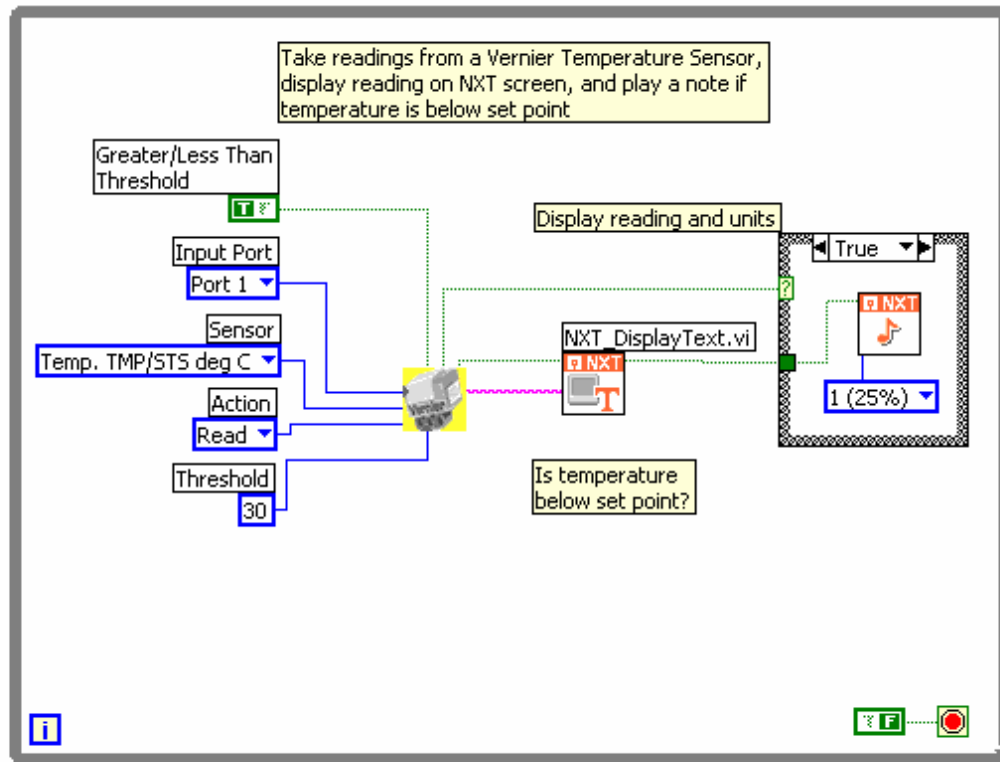 Take readings from a Vernier Temperature Sensor,
display reading on NXT screen, and play a note if
temperature is below set point
Greater/Less Than
Threshold
T
Display reading and units
True
Input Port
Port 1
?
NXT
Sensor
NXT_DisplayText.vi
Temp. TMP/STS deg C
NXT
T
Vernier
1 (25%)
Action
Read
Threshold
30
Is temperature
below set point?
i
F